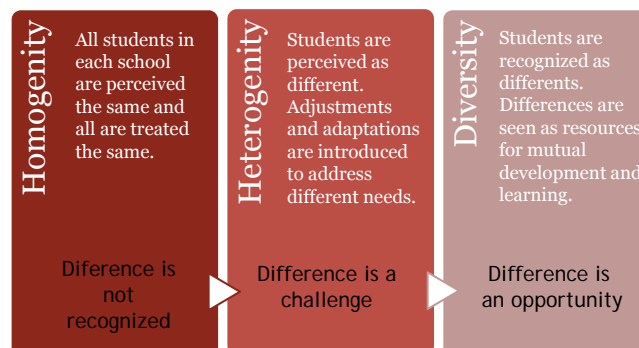 Homogenity
All students in
each school
are perceived
the same and
all are treated
the same.
Diference is
not
recognized
Heterogenity
Students are
perceived as
different.
Adjustments
and adaptations
are introduced
to address
different needs.
Difference is a
challenge
Diversity
Students are
recognized as
differents.
Differences are
seen as resources
for mutual
development and
learning.
Difference is
an opportunity